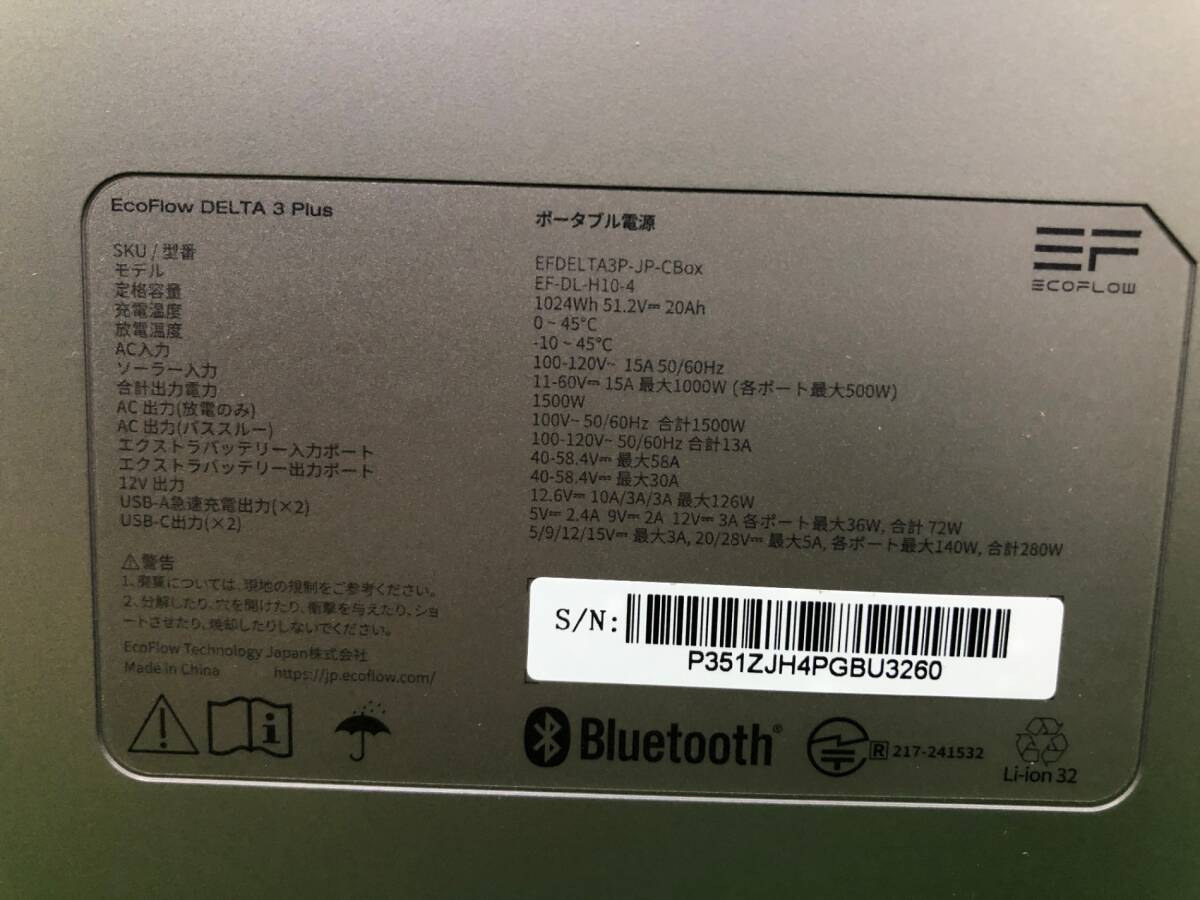 EcoFlow DELTA 3 Plus ポータブル電源
SKU / 型番 EFDELTA3P-JP-CBox
モデル EF-DL-H10-4
定格容量 1024Wh 51.2V⎓ 20Ah
充電温度 0 ~ 45°C
放電温度 -10 ~ 45°C
AC入力 100-120V~ 15A 50/60Hz
ソーラー入力 11-60V⎓ 15A 最大1000W (各ポート最大500W)
合計出力電力 1500W
AC 出力(放電のみ) 100V~ 50/60Hz 合計1500W
AC 出力(パススルー) 100-120V~ 50/60Hz 合計13A
エクストラバッテリー入力ポート 40-58.4V⎓ 最大58A
エクストラバッテリー出力ポート 40-58.4V⎓ 最大30A
12V 出力 12.6V⎓ 10A/3A/3A 最大126W
USB-A急速充電出力(×2) 5V⎓ 2.4A 9V⎓ 2A 12V⎓ 3A 各ポート最大36W, 合計 72W
USB-C出力(×2) 5/9/12/15V⎓ 最大3A, 20/28V⎓ 最大5A, 各ポート最大140W, 合計280W
EF
ECOFLOW
⚠警告
1、廃棄については、現地の規制をご参考ください。
2、分解したり、穴を開けたり、衝撃を与えたり、ショ
ートさせたり、焼却したりしないでください。
EcoFlow Technology Japan株式会社
Made in China https://jp.ecoflow.com/
S/N:
P351ZJH4PGBU3260
Bluetooth®
R 217-241532
Li-ion 32